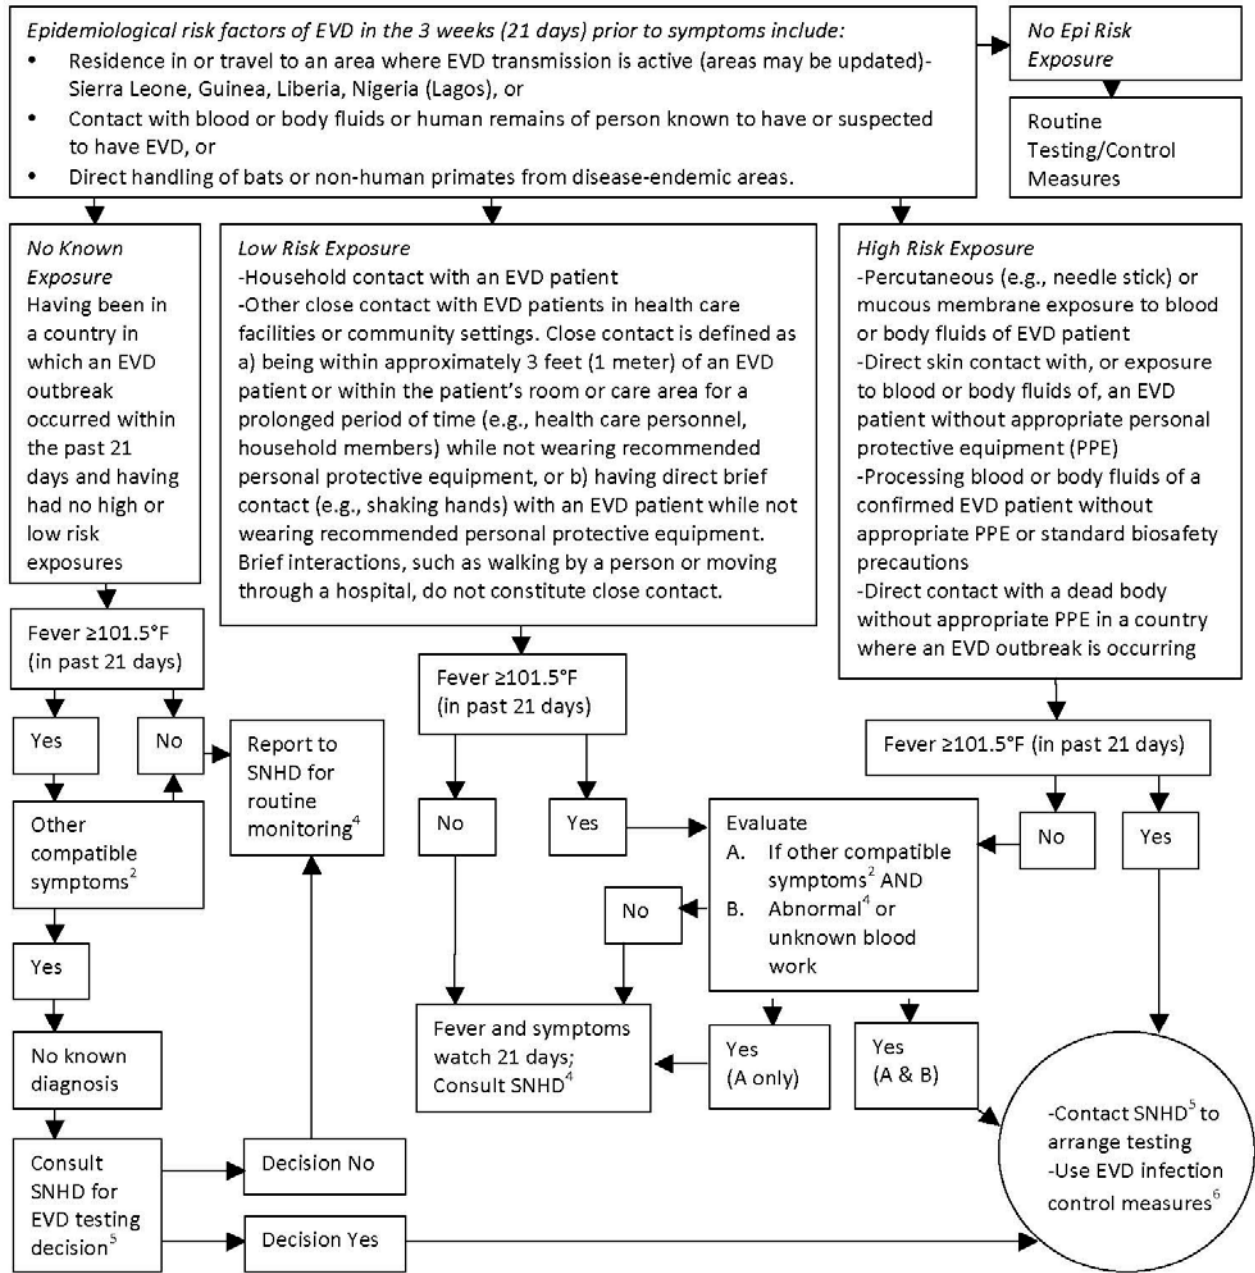 Epidemiological risk factors of EVD in the 3 weeks (21 days) prior to symptoms include:
• Residence in or travel to an area where EVD transmission is active (areas may be updated)-
Sierra Leone, Guinea, Liberia, Nigeria (Lagos), or
• Contact with blood or body fluids or human remains of person known to have or suspected
to have EVD, or
• Direct handling of bats or non-human primates from disease-endemic areas.
No Epi Risk
Exposure
Routine
Testing/Control
Measures
No Known
Exposure
Having been in
a country in
which an EVD
outbreak
occurred within
the past 21
days and having
had no high or
low risk
exposures
Low Risk Exposure
-Household contact with an EVD patient
-Other close contact with EVD patients in health care
facilities or community settings. Close contact is defined as
a) being within approximately 3 feet (1 meter) of an EVD
patient or within the patient's room or care area for a
prolonged period of time (e.g., health care personnel,
household members) while not wearing recommended
personal protective equipment, or b) having direct brief
contact (e.g., shaking hands) with an EVD patient while not
wearing recommended personal protective equipment.
Brief interactions, such as walking by a person or moving
through a hospital, do not constitute close contact.
High Risk Exposure
-Percutaneous (e.g., needle stick) or
mucous membrane exposure to blood
or body fluids of EVD patient
-Direct skin contact with, or exposure
to blood or body fluids of, an EVD
patient without appropriate personal
protective equipment (PPE)
-Processing blood or body fluids of a
confirmed EVD patient without
appropriate PPE or standard biosafety
precautions
-Direct contact with a dead body
without appropriate PPE in a country
where an EVD outbreak is occurring
Fever ≥101.5°F
(in past 21 days)
Yes
No
Other
compatible
symptoms²
Yes
No known
diagnosis
Consult
SNHD for
EVD testing
decision⁵
Report to
SNHD for
routine
monitoring⁴
Decision No
Decision Yes
Fever ≥101.5°F
(in past 21 days)
No
Yes
Fever ≥101.5°F (in past 21 days)
No
Yes
Evaluate
A. If other compatible
symptoms² AND
B. Abnormal⁴ or
unknown blood
work
No
Fever and symptoms
watch 21 days;
Consult SNHD⁴
Yes
(A only)
Yes
(A & B)
-Contact SNHD⁵ to
arrange testing
-Use EVD infection
control measures⁶